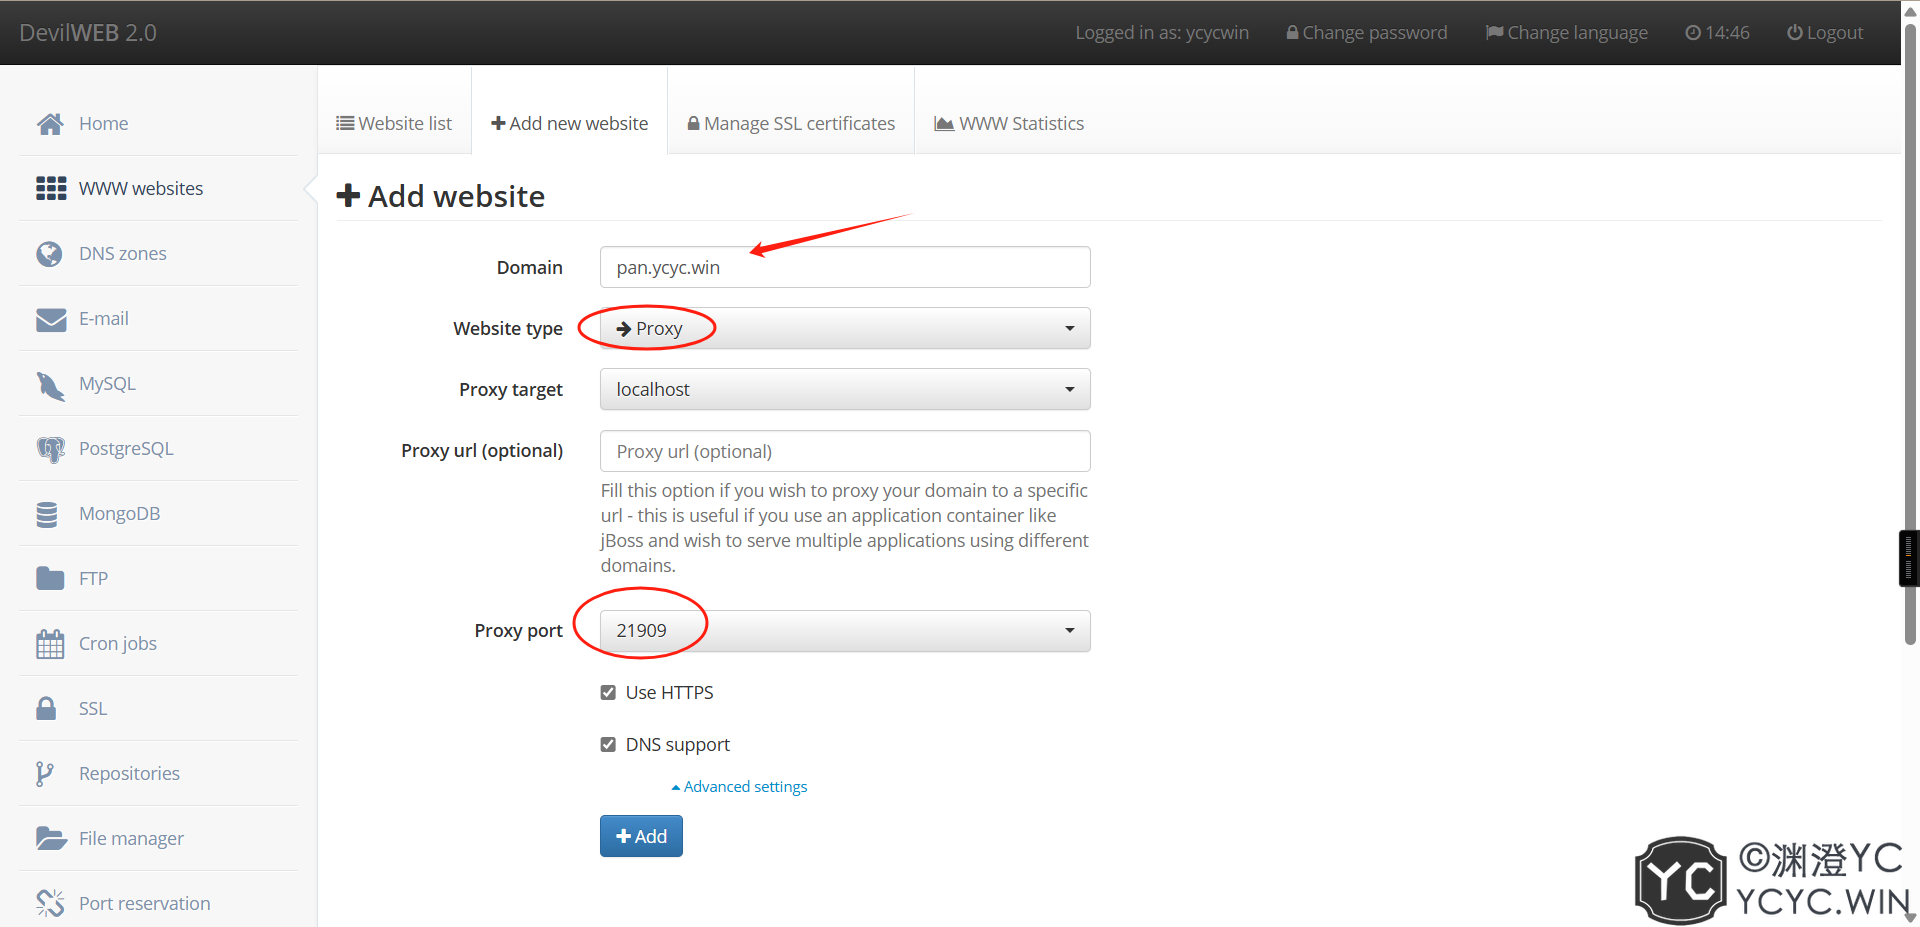 DevilWEB 2.0
Logged in as: ycycwin
Change password
Change language
14:46
Logout
Home
WWW websites
DNS zones
E-mail
MySQL
PostgreSQL
MongoDB
FTP
Cron jobs
SSL
Repositories
File manager
Port reservation
Website list
Add new website
Manage SSL certificates
WWW Statistics
Add website
Domain
pan.ycyc.win
Website type
Proxy
Proxy target
localhost
Proxy url (optional)
Proxy url (optional)
Fill this option if you wish to proxy your domain to a specific
url - this is useful if you use an application container like
jBoss and wish to serve multiple applications using different
domains.
Proxy port
21909
Use HTTPS
DNS support
Advanced settings
Add
YC
©渊澄YC
YCYC.WIN